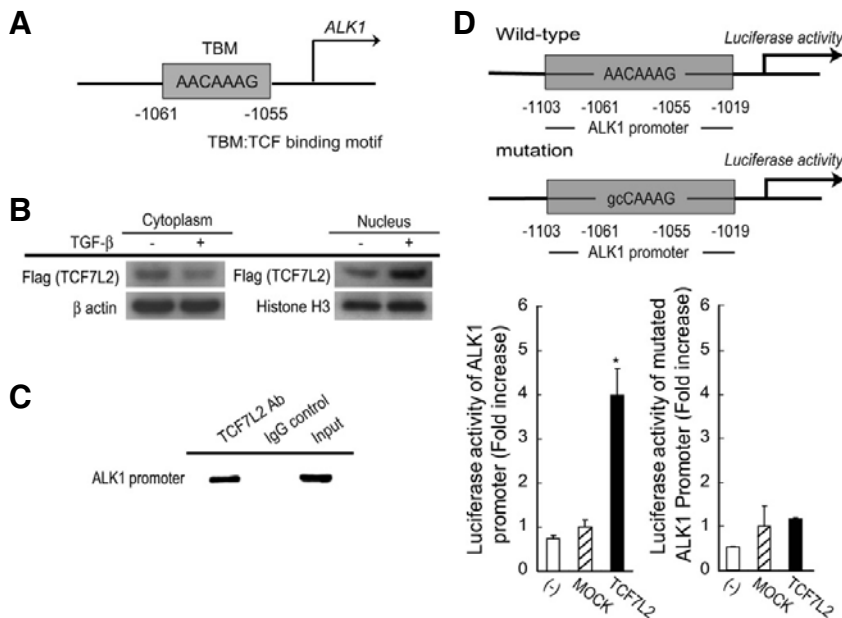 A
TBM
ALK1
AACAAAG
-1061 -1055
TBM:TCF binding motif
B
Cytoplasm Nucleus
TGF-β - + - +
Flag (TCF7L2) Flag (TCF7L2)
β actin Histone H3
C
TCF7L2 Ab
IgG control
Input
ALK1 promoter
D
Wild-type
Luciferase activity
AACAAAG
-1103 -1061 -1055 -1019
ALK1 promoter
mutation
Luciferase activity
gcCAAAG
-1103 -1061 -1055 -1019
ALK1 promoter
Luciferase activity of ALK1
promoter (Fold increase)
6
5
4
3
2
1
0
*
(-) MOCK TCF7L2
Luciferase activity of mutated
ALK1 Promoter (Fold increase)
6
5
4
3
2
1
0
(-) MOCK TCF7L2